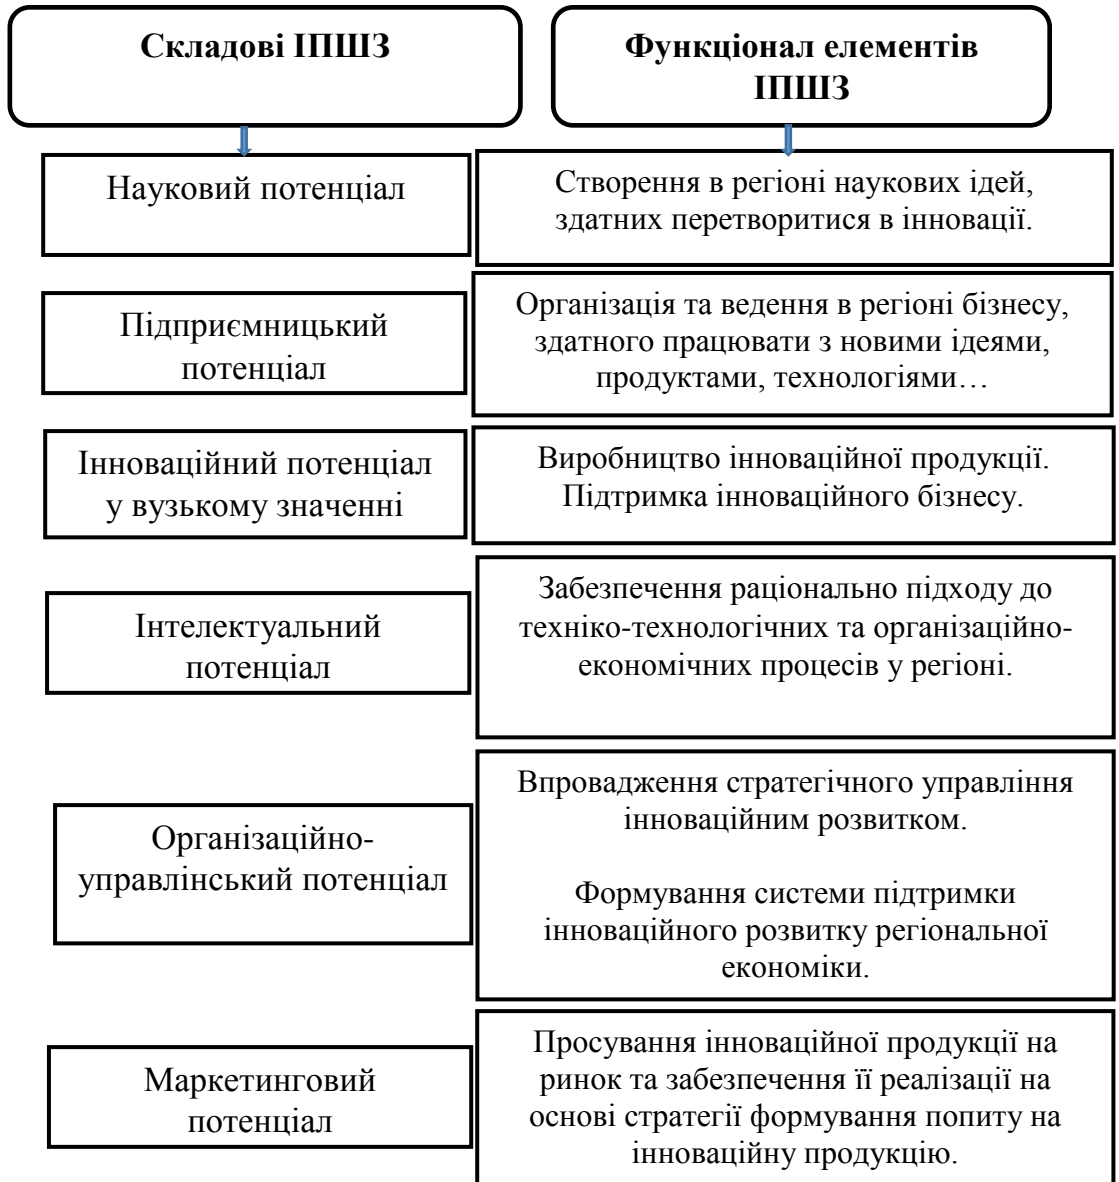 Складові ІПШЗ
Функціонал елементів
ІПШЗ
Науковий потенціал
Створення в регіоні наукових ідей,
здатних перетворитися в інновації.
Підприємницький
потенціал
Організація та ведення в регіоні бізнесу,
здатного працювати з новими ідеями,
продуктами, технологіями…
Інноваційний потенціал
у вузькому значенні
Виробництво інноваційної продукції.
Підтримка інноваційного бізнесу.
Інтелектуальний
потенціал
Забезпечення раціонально підходу до
техніко-технологічних та організаційно-
економічних процесів у регіоні.
Організаційно-
управлінський потенціал
Впровадження стратегічного управління
інноваційним розвитком.
Формування системи підтримки
інноваційного розвитку регіональної
економіки.
Маркетинговий
потенціал
Просування інноваційної продукції на
ринок та забезпечення її реалізації на
основі стратегії формування попиту на
інноваційну продукцію.